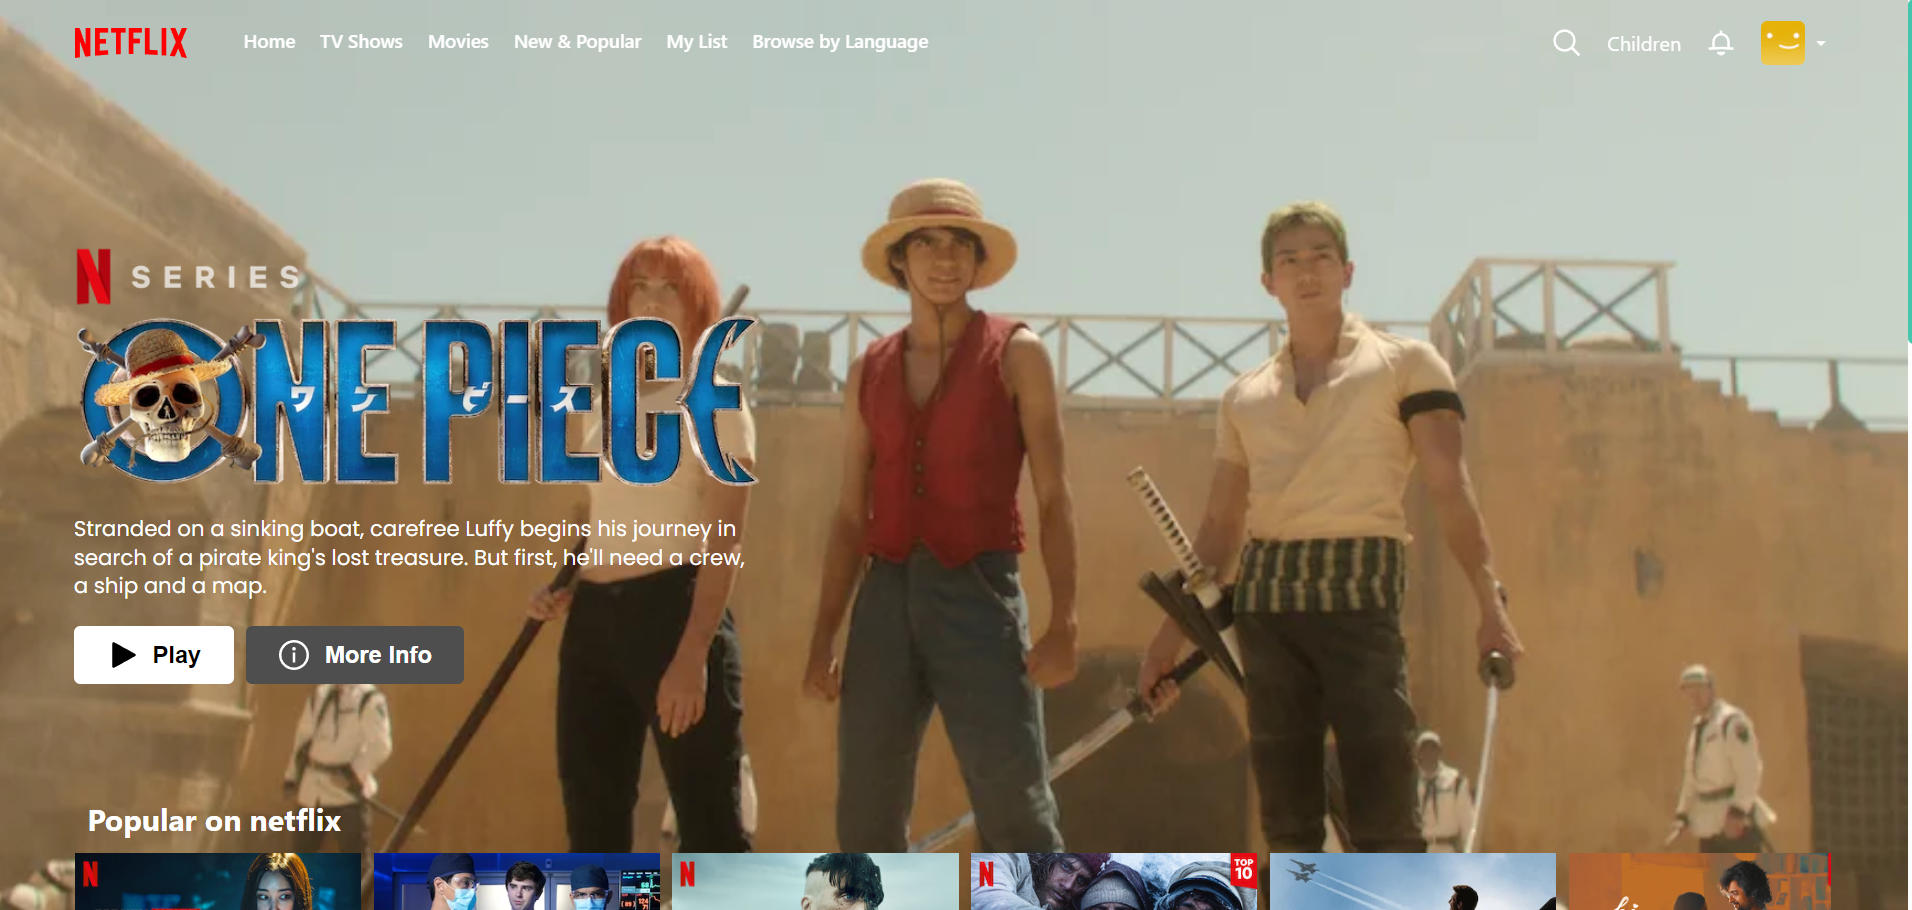 NETFLIX
Home TV Shows Movies New & Popular My List Browse by Language
Children
N SERIES
ONE PIECE
ワンピース
Stranded on a sinking boat, carefree Luffy begins his journey in
search of a pirate king's lost treasure. But first, he'll need a crew,
a ship and a map.
Play
More Info
Popular on netflix
N
N
N
TOP
10